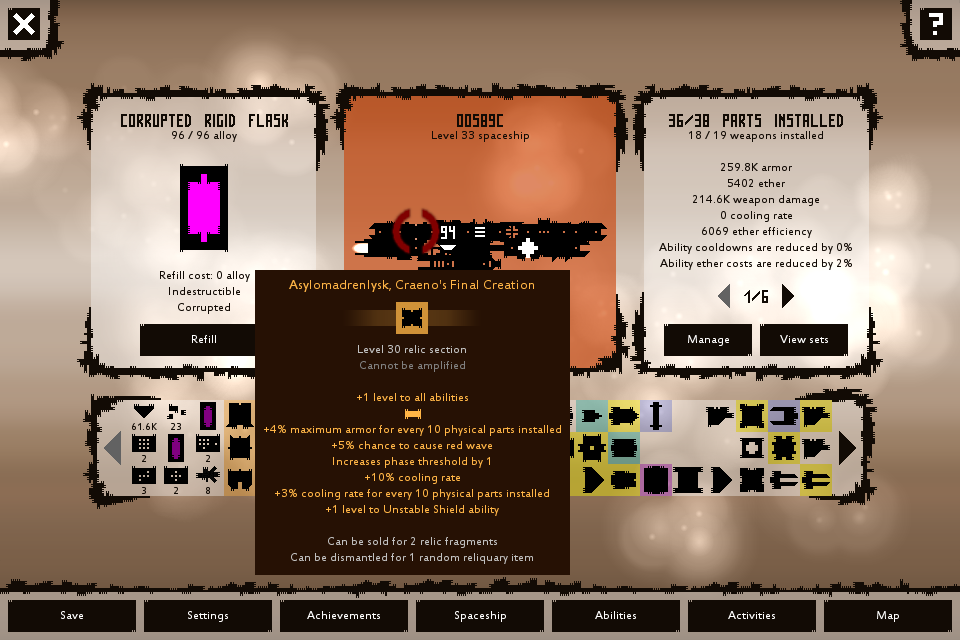 ?
CORRUPTED RIGID FLASK
96 / 96 alloy
Refill cost: 0 alloy
Indestructible
Corrupted
Refill
00589C
Level 33 spaceship
94
36/38 PARTS INSTALLED
18 / 19 weapons installed
259.8K armor
5402 ether
214.6K weapon damage
0 cooling rate
6069 ether efficiency
Ability cooldowns are reduced by 0%
Ability ether costs are reduced by 2%
1/6
Manage
View sets
Asylomadrenlysk, Craeno's Final Creation
Level 30 relic section
Cannot be amplified
+1 level to all abilities
+4% maximum armor for every 10 physical parts installed
+5% chance to cause red wave
Increases phase threshold by 1
+10% cooling rate
+3% cooling rate for every 10 physical parts installed
+1 level to Unstable Shield ability
Can be sold for 2 relic fragments
Can be dismantled for 1 random reliquary item
61.6K 23
2 2
3 2 8
Save
Settings
Achievements
Spaceship
Abilities
Activities
Map